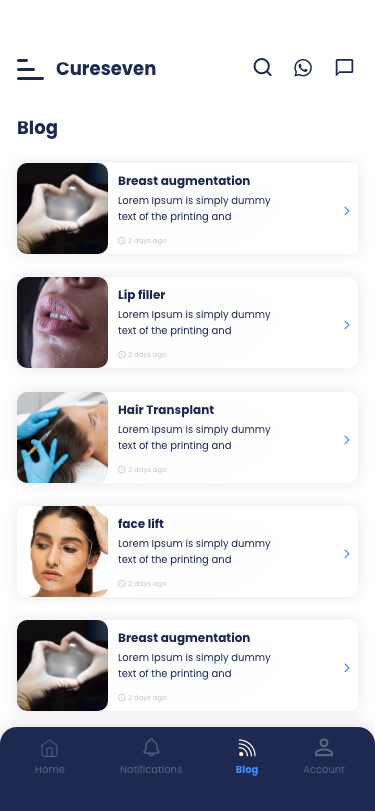 Cureseven
Blog
Breast augmentation
Lorem Ipsum is simply dummy
text of the printing and
2 days ago
Lip filler
Lorem Ipsum is simply dummy
text of the printing and
2 days ago
Hair Transplant
Lorem Ipsum is simply dummy
text of the printing and
2 days ago
face lift
Lorem Ipsum is simply dummy
text of the printing and
2 days ago
Breast augmentation
Lorem Ipsum is simply dummy
text of the printing and
2 days ago
Home Notifications Blog Account